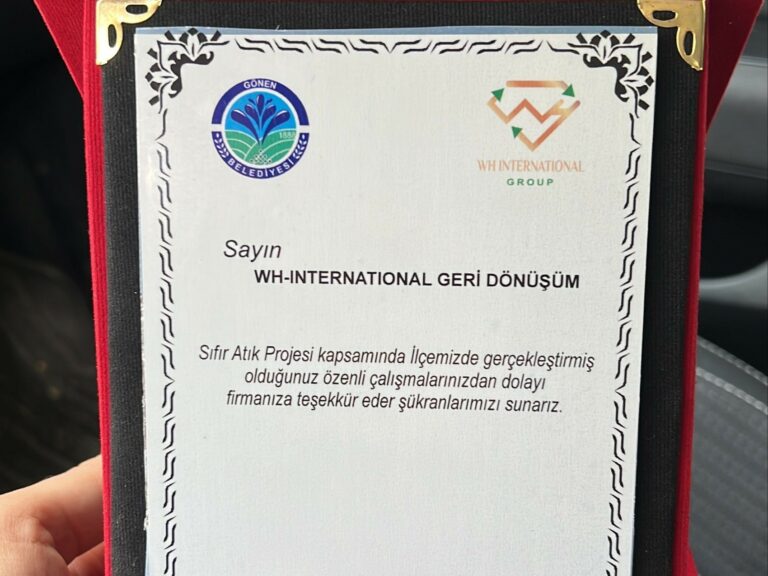 GÖNEN
1885
BELEDİYESİ
WH INTERNATIONAL
GROUP
Sayın
WH-INTERNATIONAL GERİ DÖNÜŞÜM
Sıfır Atık Projesi kapsamında İlçemizde gerçekleştirmiş
olduğunuz özenli çalışmalarınızdan dolayı
firmanıza teşekkür eder şükranlarımızı sunarız.